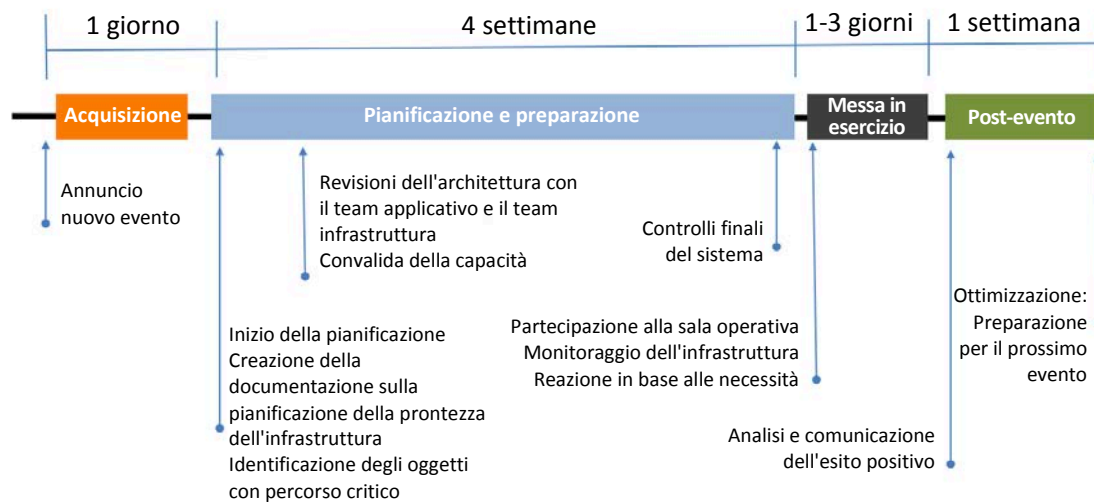 1 giorno
4 settimane
1-3 giorni
1 settimana
Acquisizione
Pianificazione e preparazione
Messa in
esercizio
Post-evento
Annuncio
nuovo evento
Revisioni dell'architettura con
il team applicativo e il team
infrastruttura
Convalida della capacità
Controlli finali
del sistema
Inizio della pianificazione
Creazione della
documentazione sulla
pianificazione della prontezza
dell'infrastruttura
Identificazione degli oggetti
con percorso critico
Partecipazione alla sala operativa
Monitoraggio dell'infrastruttura
Reazione in base alle necessità
Analisi e comunicazione
dell'esito positivo
Ottimizzazione:
Preparazione
per il prossimo
evento